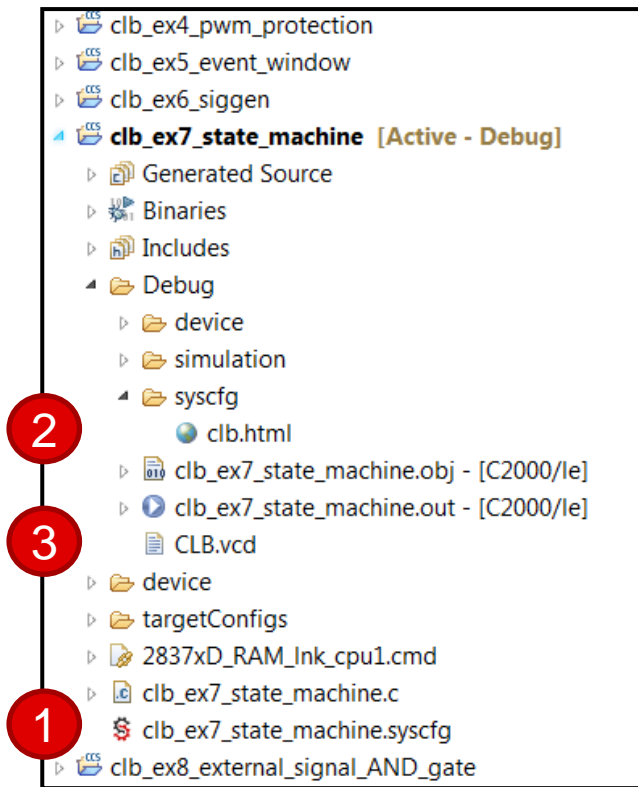 clb_ex4_pwm_protection
clb_ex5_event_window
clb_ex6_siggen
clb_ex7_state_machine [Active - Debug]
Generated Source
Binaries
Includes
Debug
device
simulation
syscfg
2 clb.html
clb_ex7_state_machine.obj - [C2000/le]
clb_ex7_state_machine.out - [C2000/le]
3 CLB.vcd
device
targetConfigs
2837xD_RAM_lnk_cpu1.cmd
clb_ex7_state_machine.c
1 clb_ex7_state_machine.syscfg
clb_ex8_external_signal_AND_gate